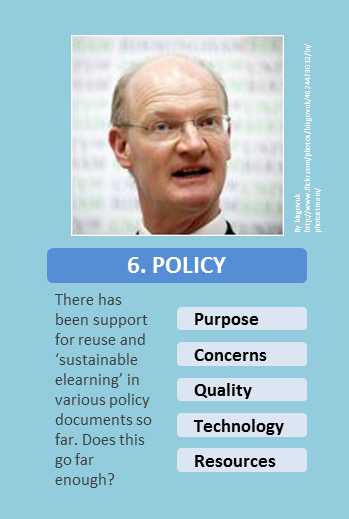 By bisgovuk
http://www.flickr.com/photos/bisgovuk/4624473012/in/
photostream/
6. POLICY
There has
been support
for reuse and
‘sustainable
elearning’ in
various policy
documents so
far. Does this
go far
enough?
Purpose
Concerns
Quality
Technology
Resources